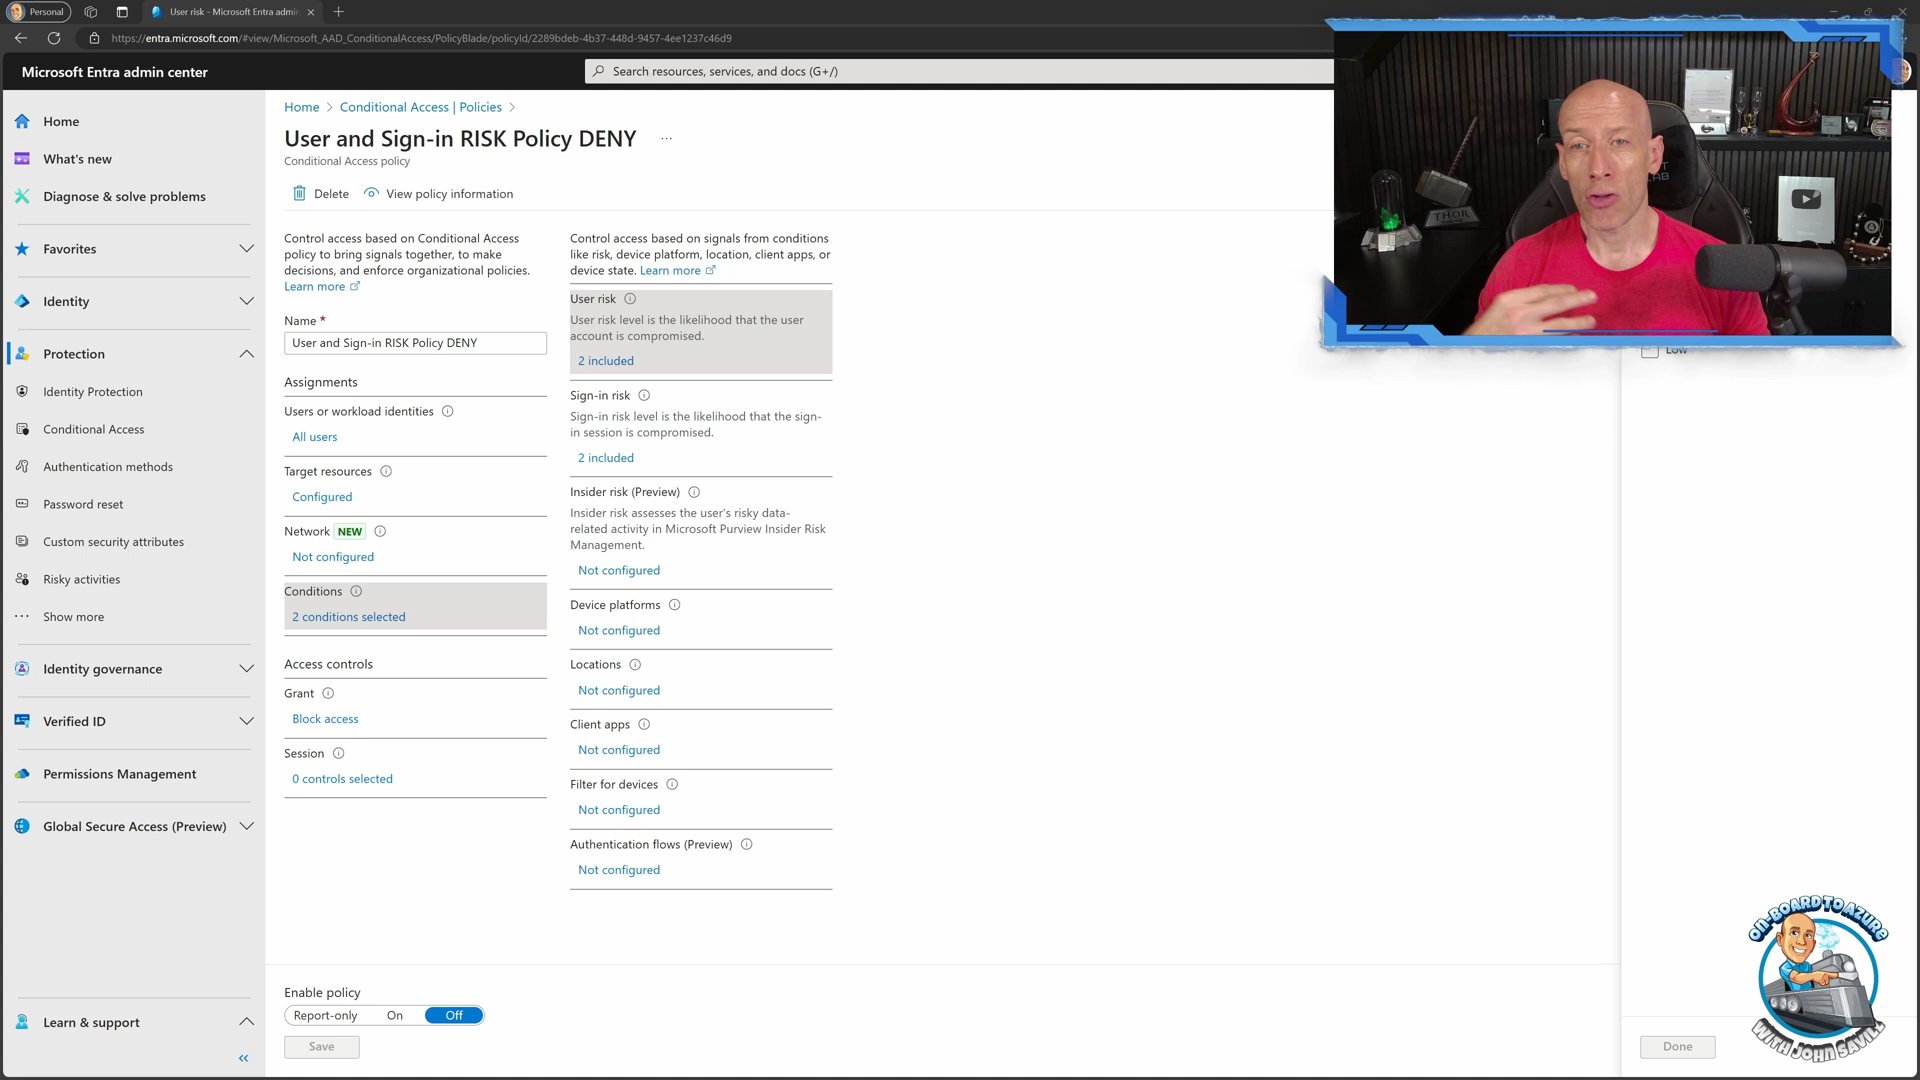 Personal
User risk - Microsoft Entra admin
https://entra.microsoft.com/#view/Microsoft_AAD_ConditionalAccess/PolicyBlade/policyId/2289bdeb-4b37-448d-9457-4ee1237c46d9
Microsoft Entra admin center
Search resources, services, and docs (G+/)
Home
What's new
Diagnose & solve problems
Favorites
Identity
Protection
Identity Protection
Conditional Access
Authentication methods
Password reset
Custom security attributes
Risky activities
Show more
Identity governance
Verified ID
Permissions Management
Global Secure Access (Preview)
Learn & support
Home > Conditional Access | Policies >
User and Sign-in RISK Policy DENY ...
Conditional Access policy
Delete
View policy information
Control access based on Conditional Access
policy to bring signals together, to make
decisions, and enforce organizational policies.
Learn more
Name *
User and Sign-in RISK Policy DENY
Assignments
Users or workload identities
All users
Target resources
Configured
Network NEW
Not configured
Conditions
2 conditions selected
Access controls
Grant
Block access
Session
0 controls selected
Control access based on signals from conditions
like risk, device platform, location, client apps, or
device state. Learn more
User risk
User risk level is the likelihood that the user
account is compromised.
2 included
Sign-in risk
Sign-in risk level is the likelihood that the sign-
in session is compromised.
2 included
Insider risk (Preview)
Insider risk assesses the user's risky data-
related activity in Microsoft Purview Insider Risk
Management.
Not configured
Device platforms
Not configured
Locations
Not configured
Client apps
Not configured
Filter for devices
Not configured
Authentication flows (Preview)
Not configured
Enable policy
Report-only
On
Off
Save
THOR
Low
Done
ON-BOARD TO AZURE
WITH JOHN SAVILL